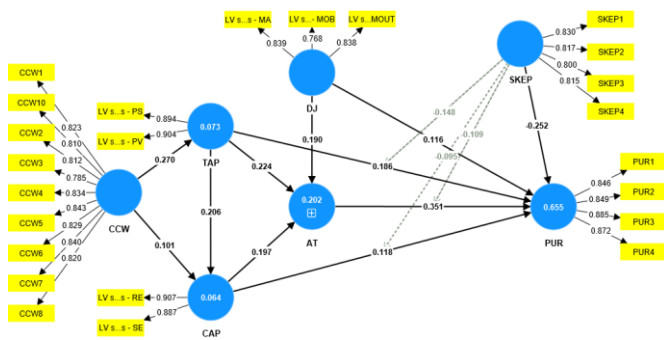 LV s...s - MA
LV s...- MOB
LV s...MOUT
0.839
0.768
0.838
DJ
SKEP
SKEP1
SKEP2
SKEP3
SKEP4
0.830
0.817
0.800
0.815
CCW1
CCW10
CCW2
CCW3
CCW4
CCW5
CCW6
CCW7
CCW8
0.823
0.810
0.812
0.785
0.834
0.843
0.829
0.840
0.820
CCW
LV s...s - PS
LV s...s - PV
0.894
0.904
0.073
TAP
0.270
0.101
0.206
0.224
0.197
0.190
0.202
AT
0.116
0.186
0.351
0.118
-0.252
-0.148
-0.095
-0.109
LV s...s - RE
LV s...s - SE
0.907
0.887
0.064
CAP
0.655
PUR
PUR1
PUR2
PUR3
PUR4
0.846
0.849
0.885
0.872